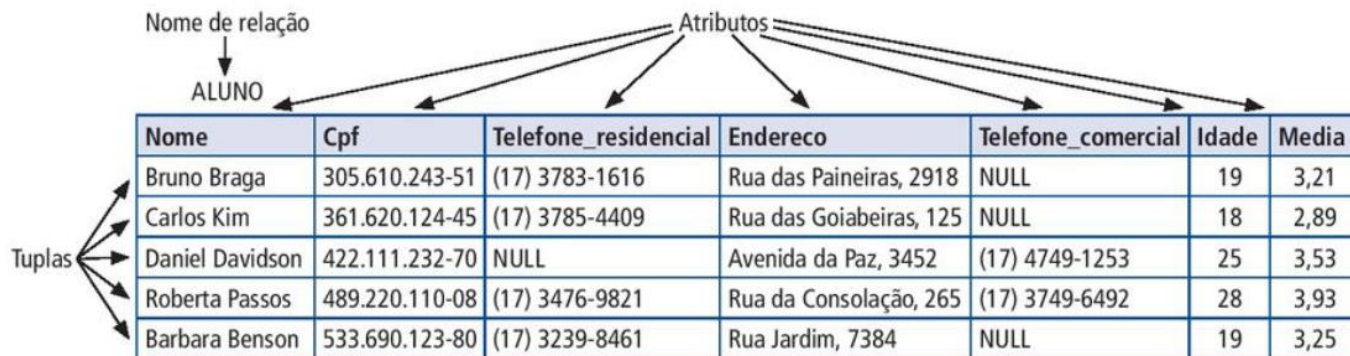 Nome de relação
Atributos
ALUNO
Nome Cpf Telefone_residencial Endereco Telefone_comercial Idade Media
Bruno Braga 305.610.243-51 (17) 3783-1616 Rua das Paineiras, 2918 NULL 19 3,21
Carlos Kim 361.620.124-45 (17) 3785-4409 Rua das Goiabeiras, 125 NULL 18 2,89
Tuplas Daniel Davidson 422.111.232-70 NULL Avenida da Paz, 3452 (17) 4749-1253 25 3,53
Roberta Passos 489.220.110-08 (17) 3476-9821 Rua da Consolação, 265 (17) 3749-6492 28 3,93
Barbara Benson 533.690.123-80 (17) 3239-8461 Rua Jardim, 7384 NULL 19 3,25